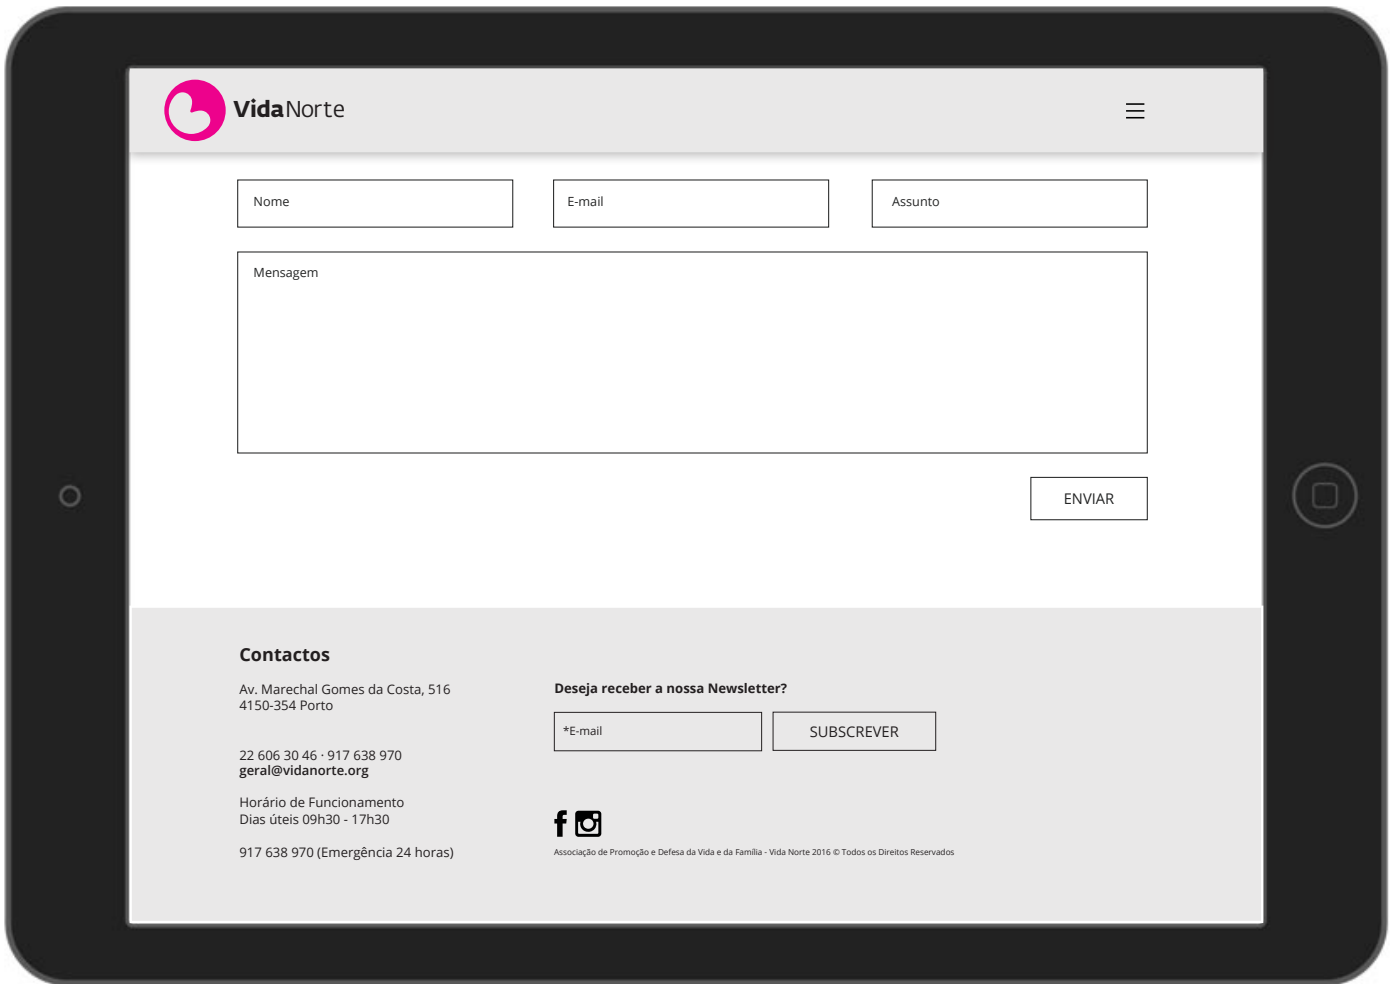 VidaNorte
Nome
E-mail
Assunto
Mensagem
ENVIAR
Contactos
Av. Marechal Gomes da Costa, 516
4150-354 Porto
22 606 30 46 · 917 638 970
geral@vidanorte.org
Horário de Funcionamento
Dias úteis 09h30 - 17h30
917 638 970 (Emergência 24 horas)
Deseja receber a nossa Newsletter?
*E-mail
SUBSCREVER
Associação de Promoção e Defesa da Vida e da Família - Vida Norte 2016 © Todos os Direitos Reservados